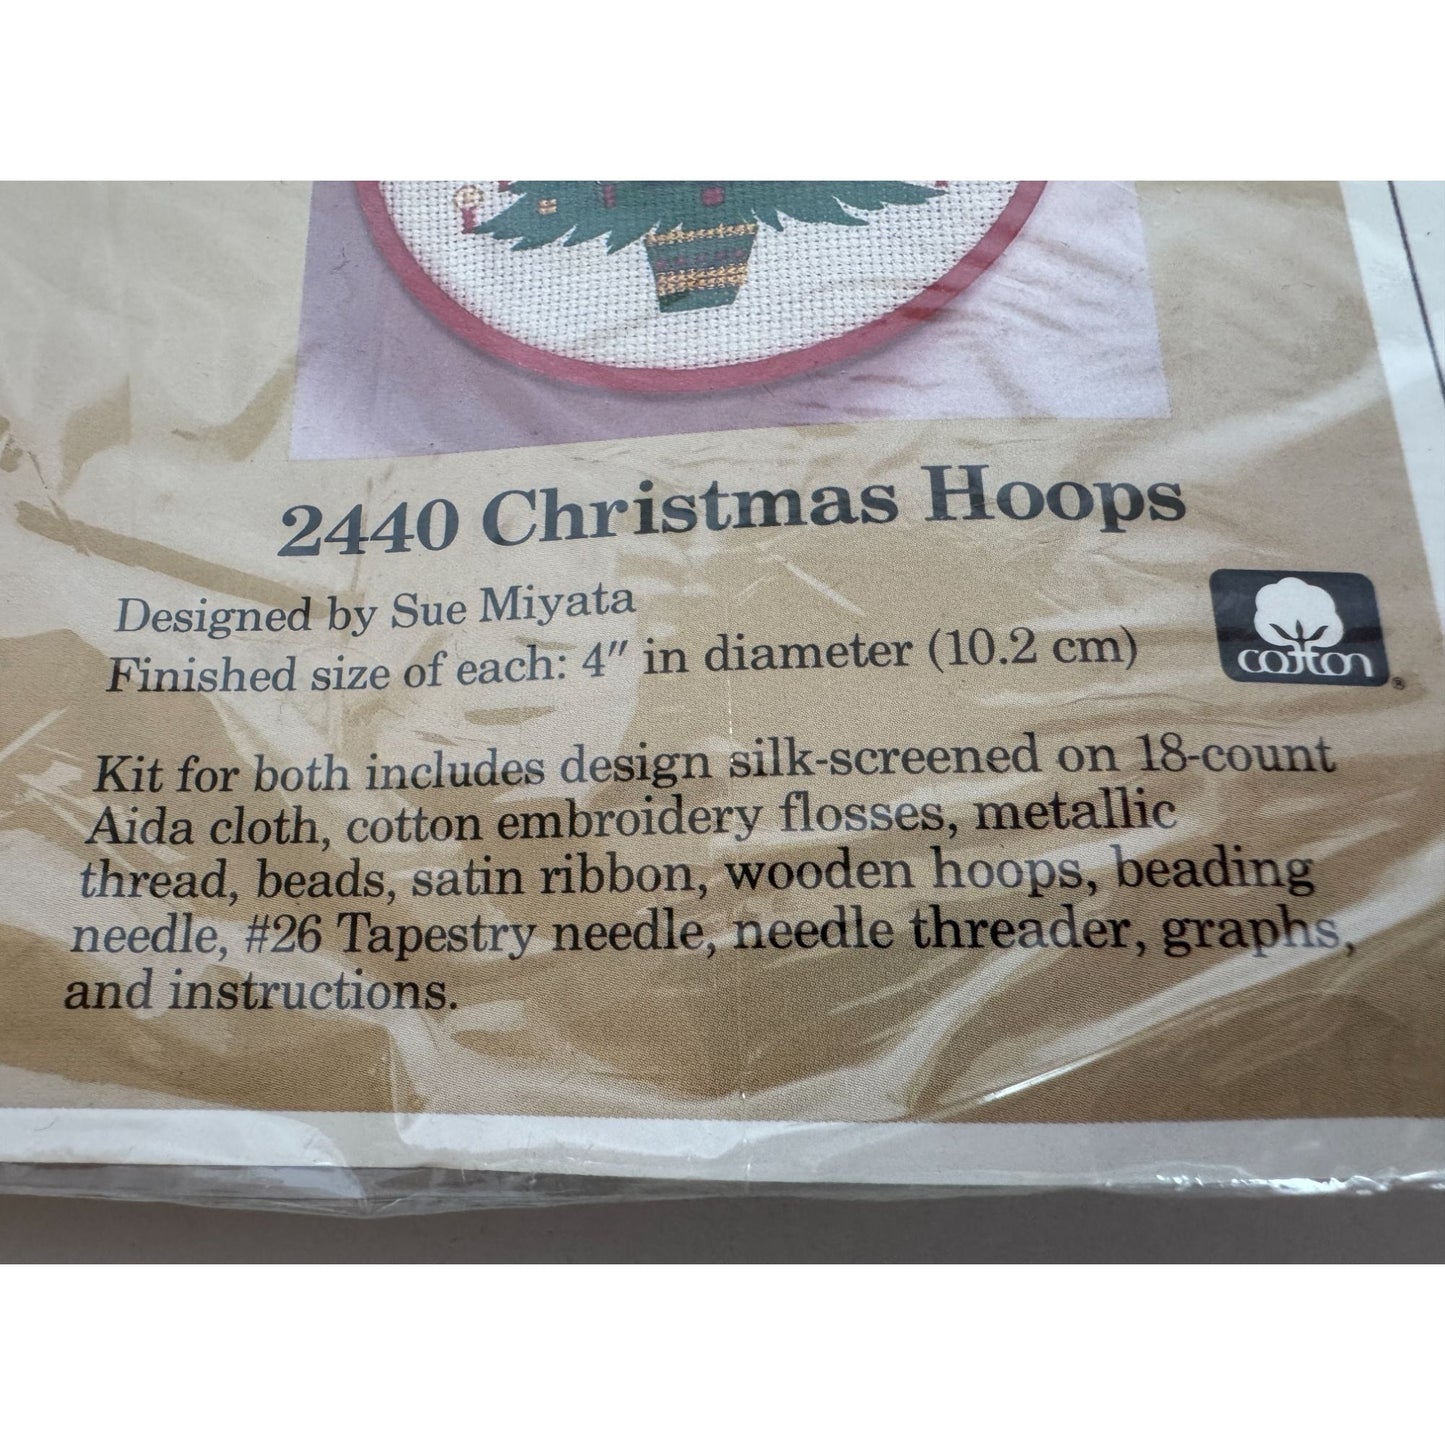 2440 Christmas Hoops
Designed by Sue Miyata
Finished size of each: 4″ in diameter (10.2 cm)
cotton
®
Kit for both includes design silk-screened on 18-count
Aida cloth, cotton embroidery flosses, metallic
thread, beads, satin ribbon, wooden hoops, beading
needle, #26 Tapestry needle, needle threader, graphs,
and instructions.